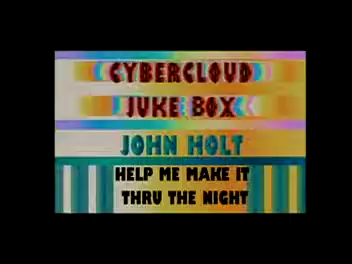 CYBERCLOUD
JUKE BOX
JOHN HOLT
HELP ME MAKE IT
THRU THE NIGHT